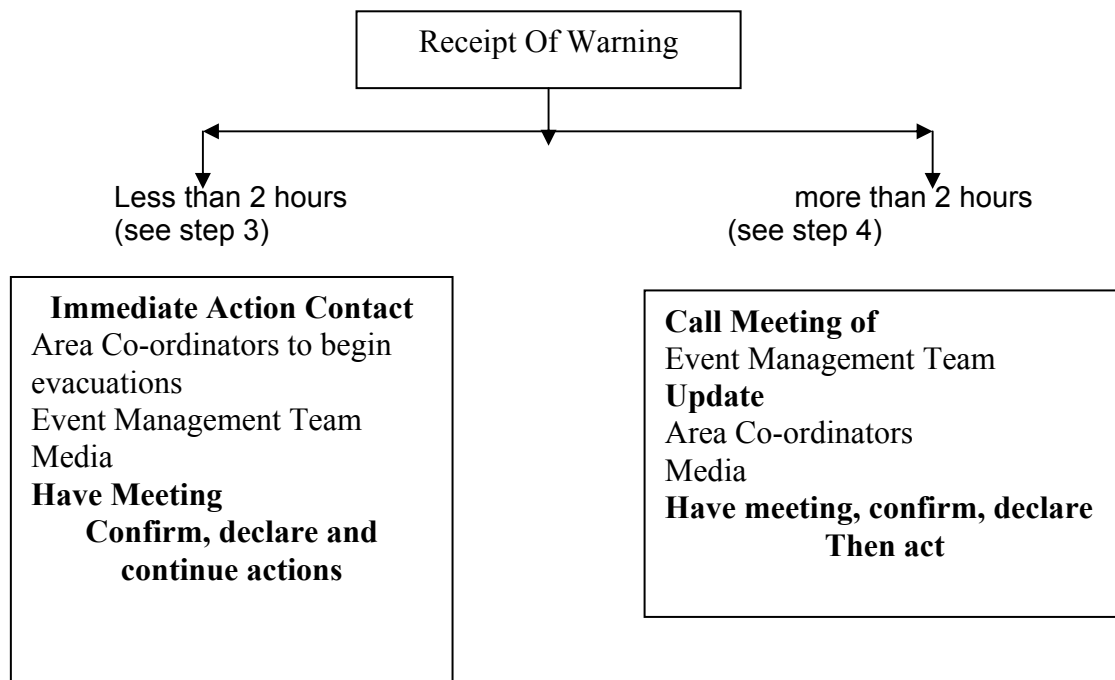 Receipt Of Warning
Less than 2 hours
(see step 3)
more than 2 hours
(see step 4)
Immediate Action Contact
Area Co-ordinators to begin
evacuations
Event Management Team
Media
Have Meeting
Confirm, declare and
continue actions
Call Meeting of
Event Management Team
Update
Area Co-ordinators
Media
Have meeting, confirm, declare
Then act